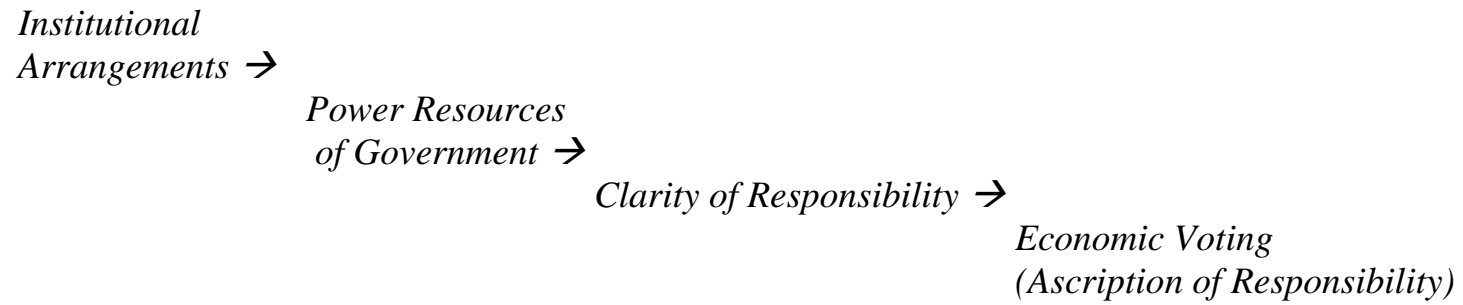 Institutional
Arrangements →
Power Resources
of Government →
Clarity of Responsibility →
Economic Voting
(Ascription of Responsibility)